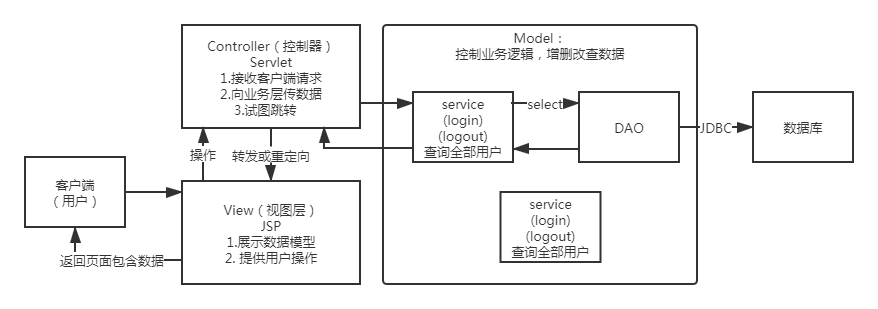 Controller（控制器）
Servlet
1.接收客户端请求
2.向业务层传数据
3.试图跳转
Model：
控制业务逻辑，增删改查数据
service
(login)
(logout)
查询全部用户
select
DAO
JDBC
数据库
操作
转发或重定向
客户端
（用户）
View（视图层）
JSP
1.展示数据模型
2. 提供用户操作
返回页面包含数据
service
(login)
(logout)
查询全部用户